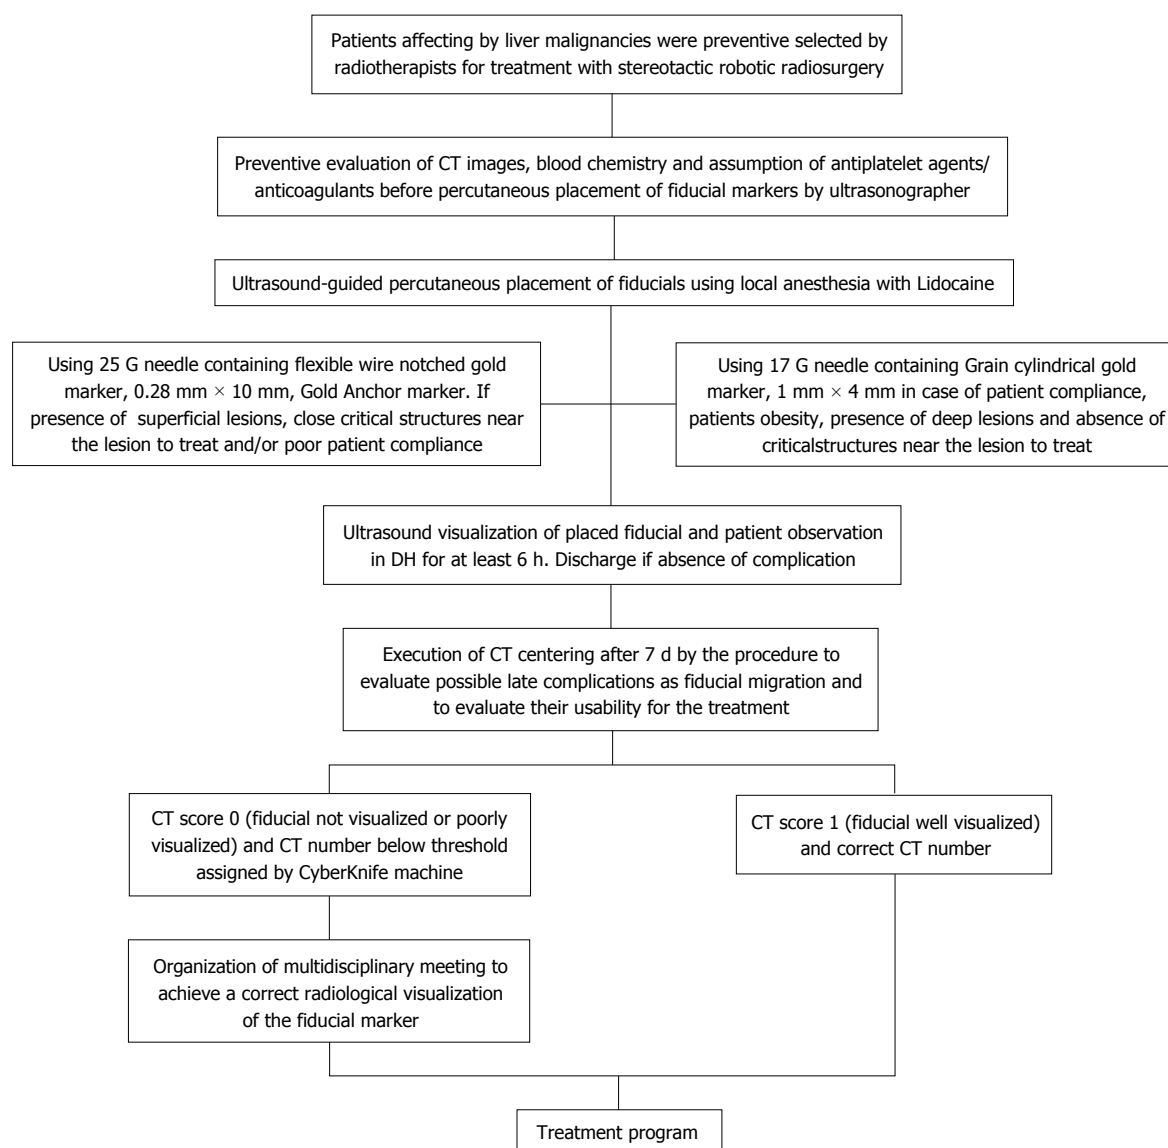 Patients affecting by liver malignancies were preventive selected by
radiotherapists for treatment with stereotactic robotic radiosurgery
Preventive evaluation of CT images, blood chemistry and assumption of antiplatelet agents/
anticoagulants before percutaneous placement of fiducial markers by ultrasonographer
Ultrasound-guided percutaneous placement of fiducials using local anesthesia with Lidocaine
Using 25 G needle containing flexible wire notched gold
marker, 0.28 mm × 10 mm, Gold Anchor marker. If
presence of superficial lesions, close critical structures near
the lesion to treat and/or poor patient compliance
Using 17 G needle containing Grain cylindrical gold
marker, 1 mm × 4 mm in case of patient compliance,
patients obesity, presence of deep lesions and absence of
criticalstructures near the lesion to treat
Ultrasound visualization of placed fiducial and patient observation
in DH for at least 6 h. Discharge if absence of complication
Execution of CT centering after 7 d by the procedure to
evaluate possible late complications as fiducial migration and
to evaluate their usability for the treatment
CT score 0 (fiducial not visualized or poorly
visualized) and CT number below threshold
assigned by CyberKnife machine
CT score 1 (fiducial well visualized)
and correct CT number
Organization of multidisciplinary meeting to
achieve a correct radiological visualization
of the fiducial marker
Treatment program